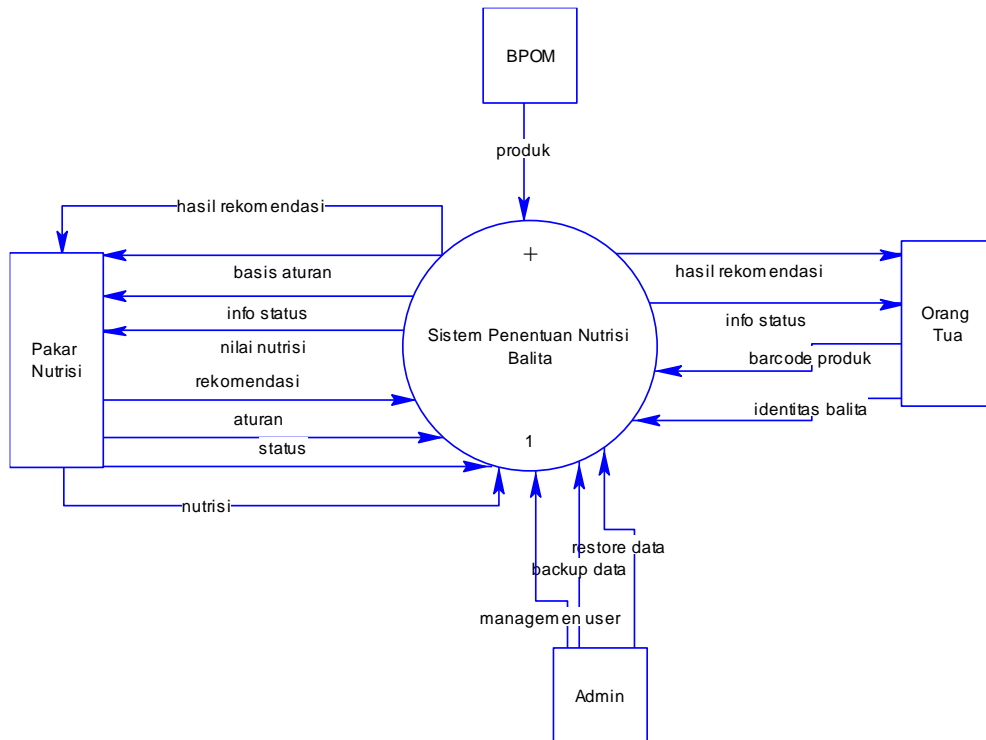 BPOM
produk
hasil rekomendasi
basis aturan
info status
nilai nutrisi
rekomendasi
aturan
status
nutrisi
Pakar
Nutrisi
+
Sistem Penentuan Nutrisi
Balita
1
hasil rekomendasi
info status
barcode produk
identitas balita
Orang
Tua
restore data
backup data
managemen user
Admin